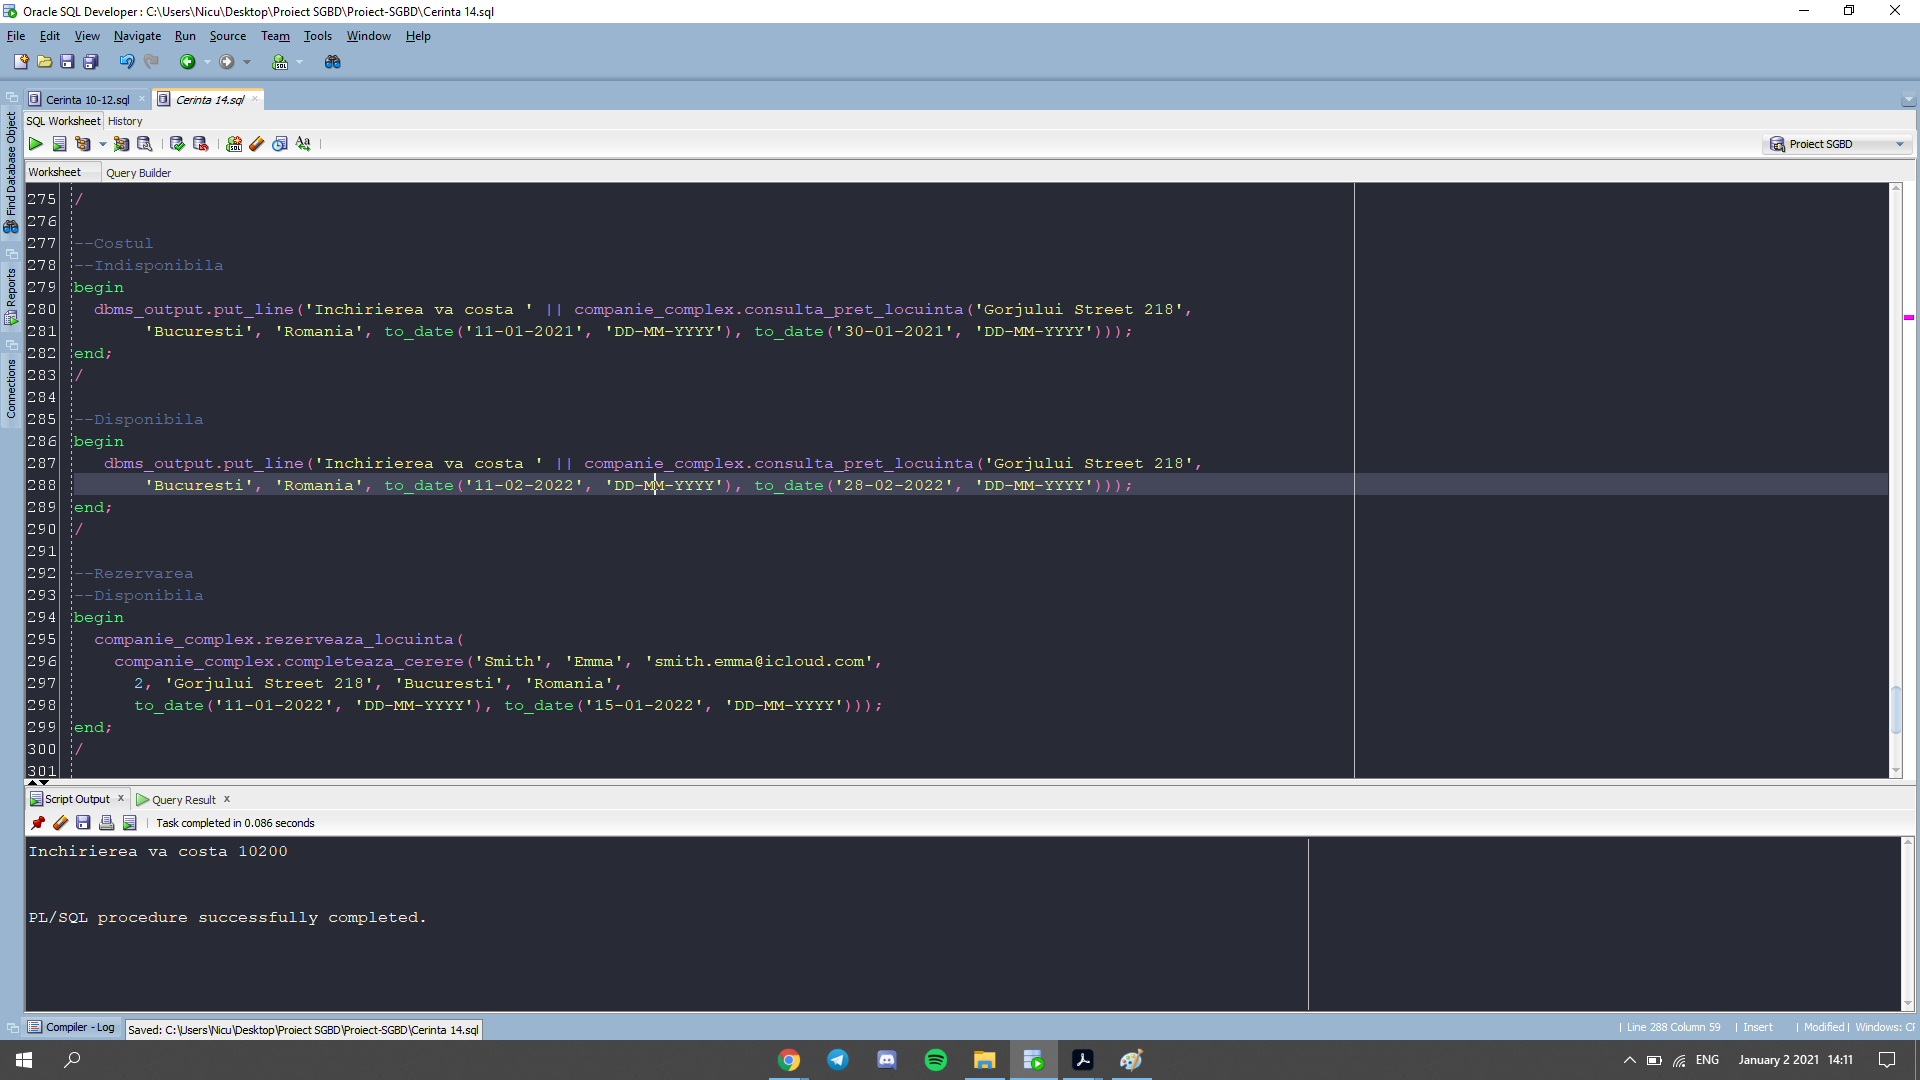 Oracle SQL Developer : C:\Users\Nicu\Desktop\Proiect SGBD\Proiect-SGBD\Cerinta 14.sql
File Edit View Navigate Run Source Team Tools Window Help
Cerinta 10-12.sql Cerinta 14.sql
SQL Worksheet History
Proiect SGBD
Worksheet Query Builder
Find Database Object
Reports
Connections
275 /
276
277 --Costul
278 --Indisponibila
279 begin
280 dbms_output.put_line('Inchirierea va costa ' || companie_complex.consulta_pret_locuinta('Gorjului Street 218',
281 'Bucuresti', 'Romania', to_date('11-01-2021', 'DD-MM-YYYY'), to_date('30-01-2021', 'DD-MM-YYYY')));
282 end;
283 /
284
285 --Disponibila
286 begin
287 dbms_output.put_line('Inchirierea va costa ' || companie_complex.consulta_pret_locuinta('Gorjului Street 218',
288 'Bucuresti', 'Romania', to_date('11-02-2022', 'DD-MM-YYYY'), to_date('28-02-2022', 'DD-MM-YYYY')));
289 end;
290 /
291
292 --Rezervarea
293 --Disponibila
294 begin
295 companie_complex.rezerveaza_locuinta(
296 companie_complex.completeaza_cerere('Smith', 'Emma', 'smith.emma@icloud.com',
297 2, 'Gorjului Street 218', 'Bucuresti', 'Romania',
298 to_date('11-01-2022', 'DD-MM-YYYY'), to_date('15-01-2022', 'DD-MM-YYYY')));
299 end;
300 /
301
Script Output x Query Result x
Task completed in 0.086 seconds
Inchirierea va costa 10200
PL/SQL procedure successfully completed.
Compiler - Log Saved: C:\Users\Nicu\Desktop\Proiect SGBD\Proiect-SGBD\Cerinta 14.sql
Line 288 Column 59 Insert Modified Windows: CF
ENG January 2 2021 14:11